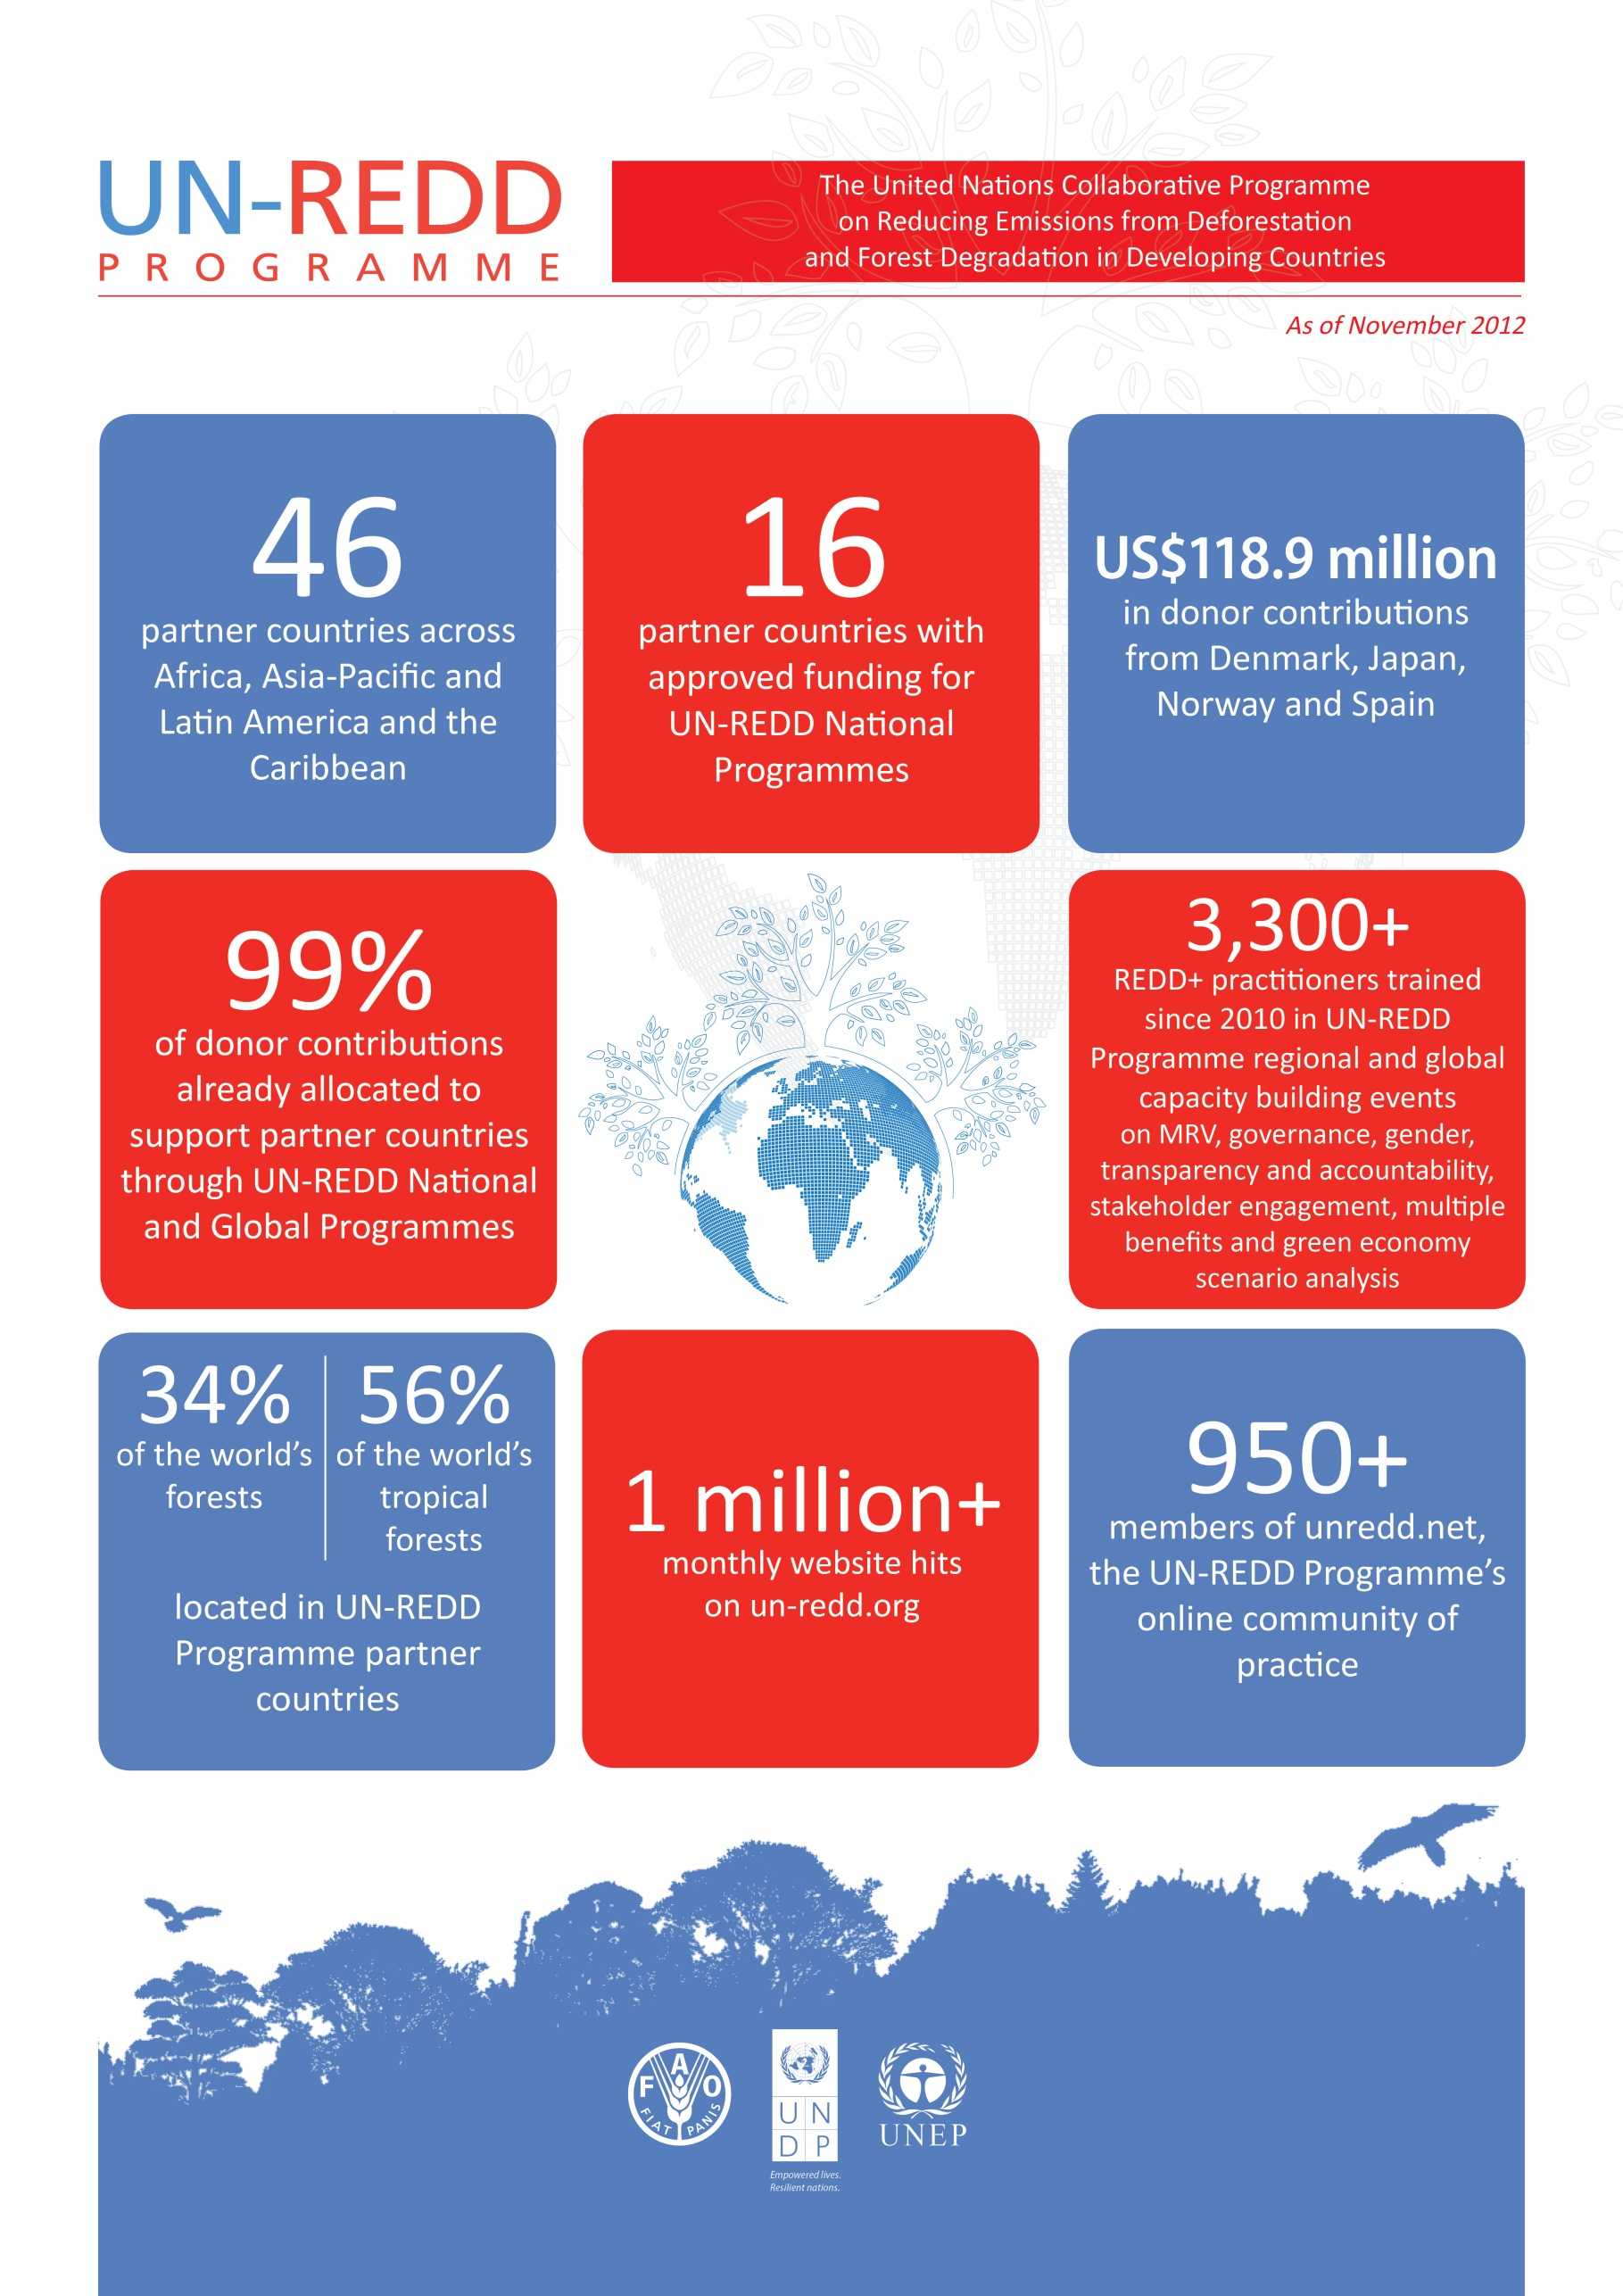 UN-REDD
PROGRAMME
The United Nations Collaborative Programme
on Reducing Emissions from Deforestation
and Forest Degradation in Developing Countries
As of November 2012
46
partner countries across
Africa, Asia-Pacific and
Latin America and the
Caribbean
16
partner countries with
approved funding for
UN-REDD National
Programmes
US$118.9 million
in donor contributions
from Denmark, Japan,
Norway and Spain
99%
of donor contributions
already allocated to
support partner countries
through UN-REDD National
and Global Programmes
3,300+
REDD+ practitioners trained
since 2010 in UN-REDD
Programme regional and global
capacity building events
on MRV, governance, gender,
transparency and accountability,
stakeholder engagement, multiple
benefits and green economy
scenario analysis
34%
of the world’s
forests
56%
of the world’s
tropical
forests
located in UN-REDD
Programme partner
countries
1 million+
monthly website hits
on un-redd.org
950+
members of unredd.net,
the UN-REDD Programme’s
online community of
practice
FAO
FIAT PANIS
UN
DP
Empowered lives.
Resilient nations.
UNEP